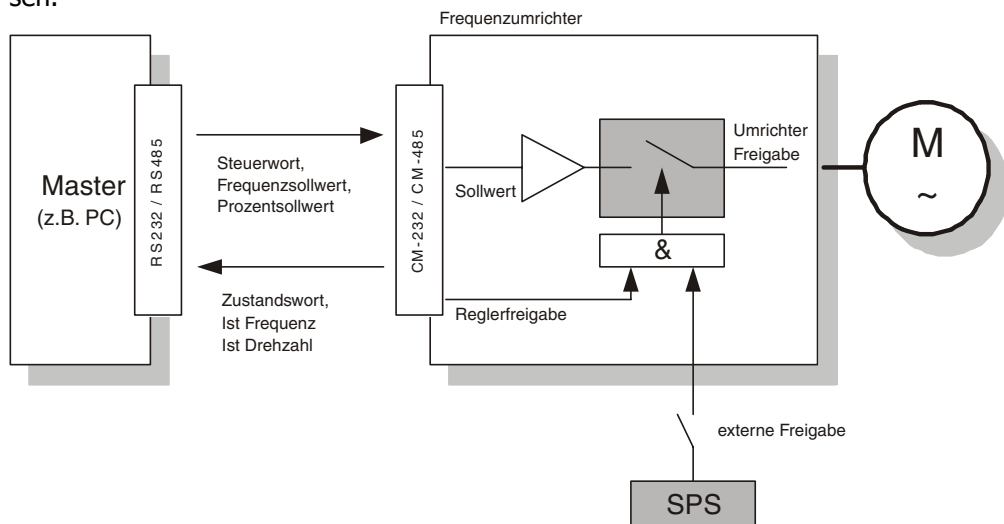 sen.
Frequenzumrichter
Master
(z.B. PC)
RS232 / RS485
Steuerwort,
Frequenzsollwert,
Prozentsollwert
Zustandswort,
Ist Frequenz
Ist Drehzahl
CM-232 / CM-485
Sollwert
Umrichter
Freigabe
&
Reglerfreigabe
M
~
externe Freigabe
SPS